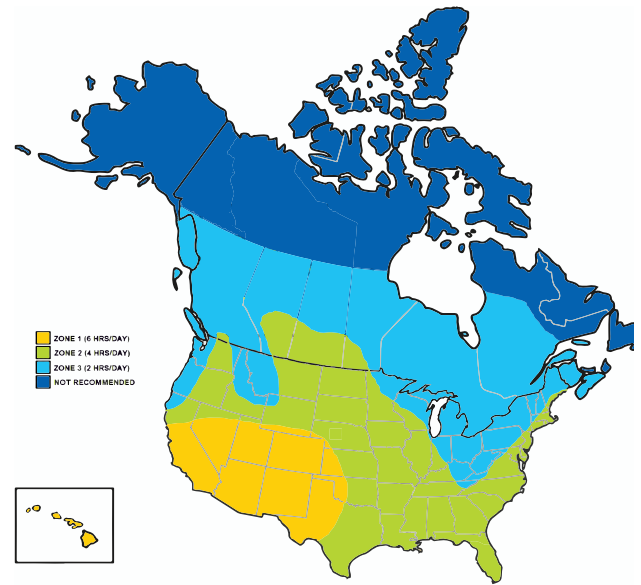 ZONE 1 (6 HRS/DAY)
ZONE 2 (4 HRS/DAY)
ZONE 3 (2 HRS/DAY)
NOT RECOMMENDED